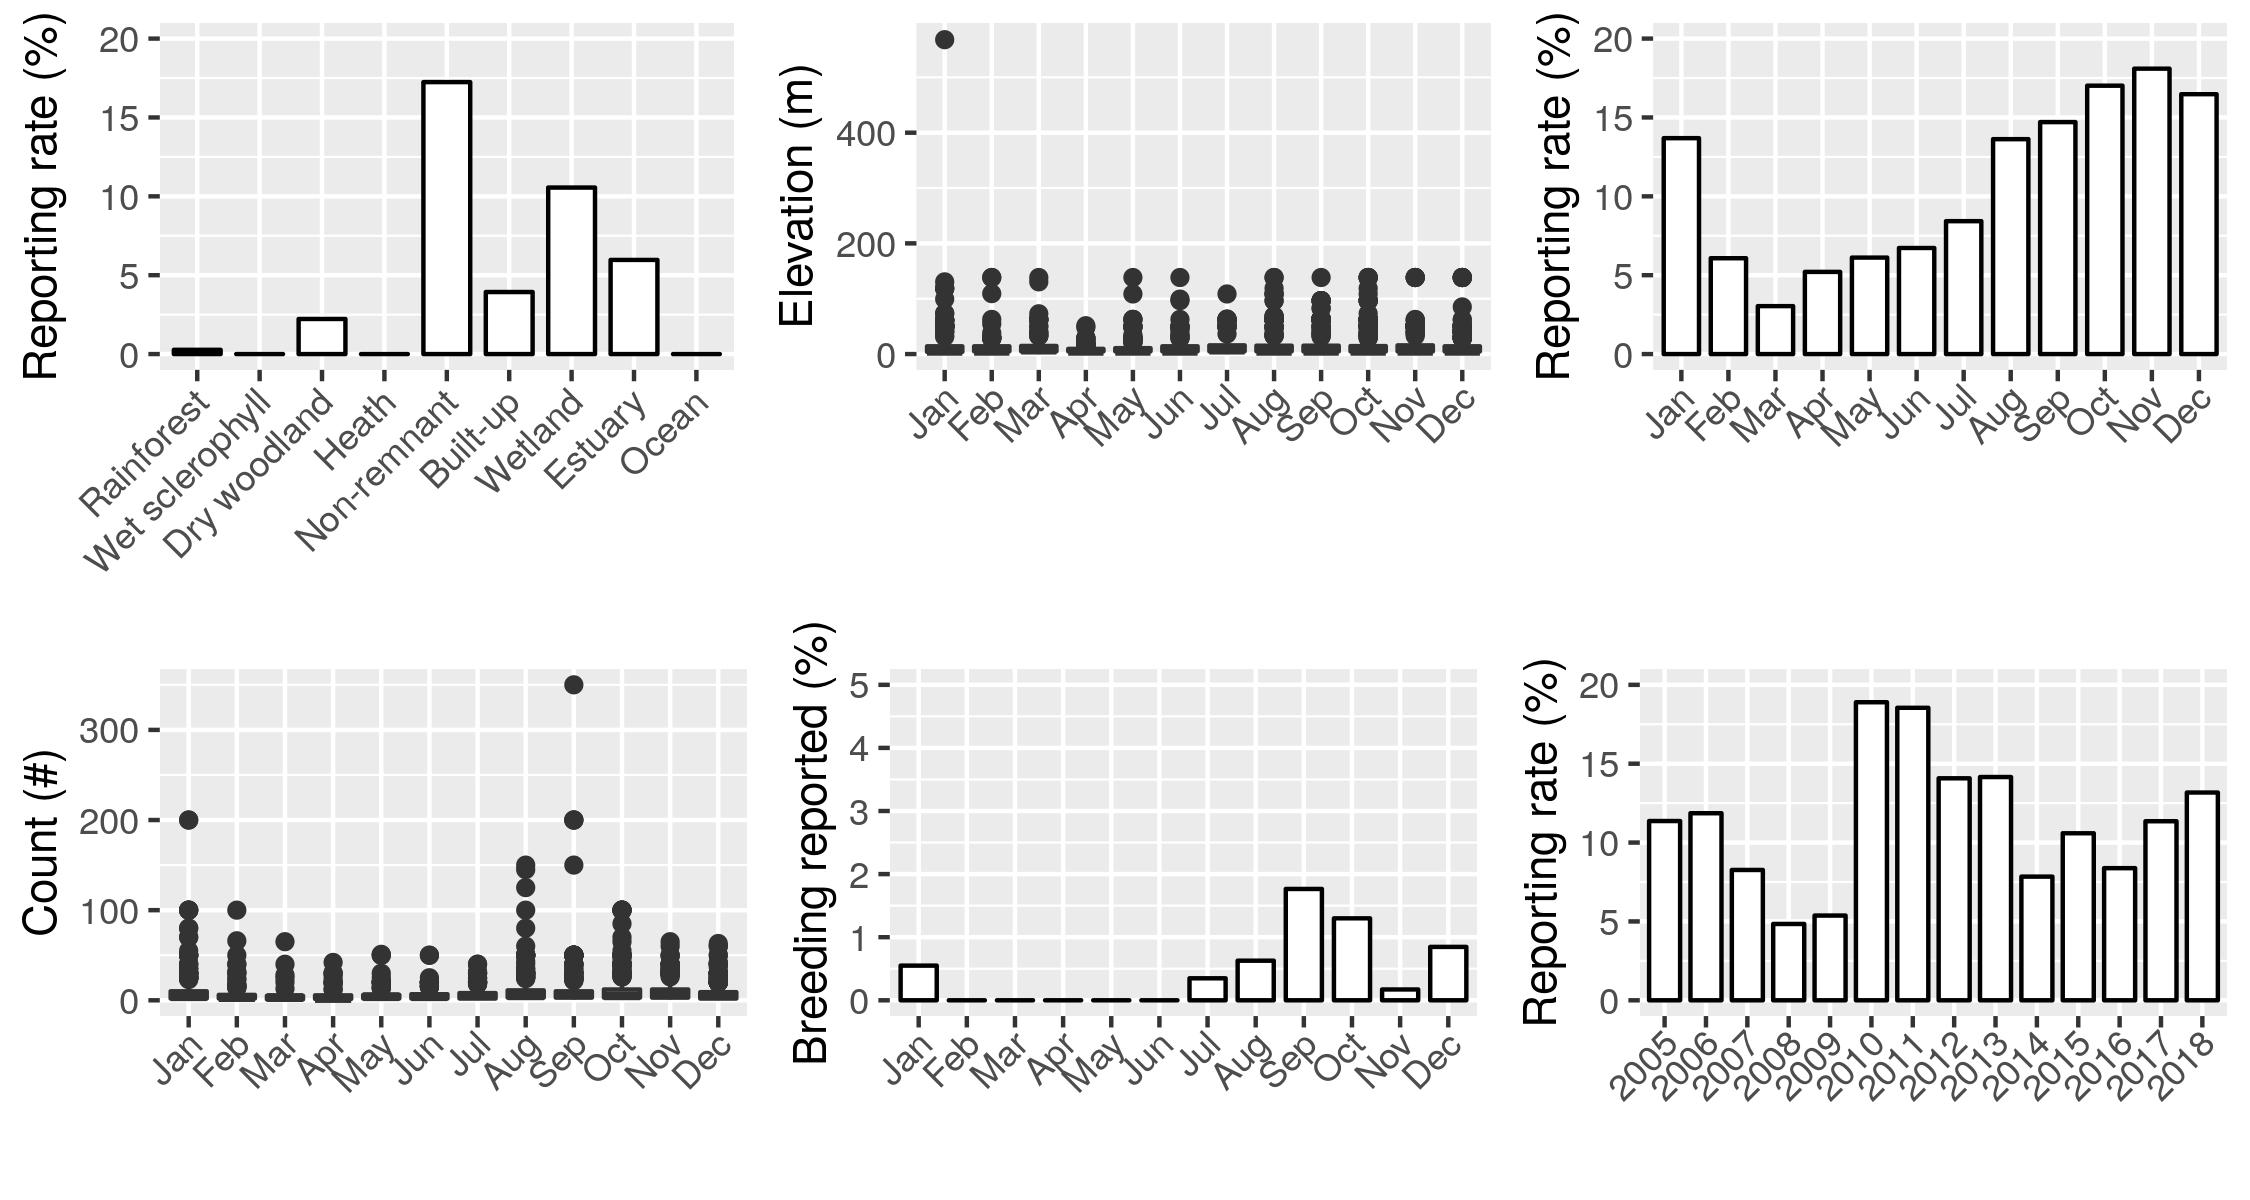 Reporting rate (%)
20
15
10
5
0
Rainforest
Wet sclerophyll
Dry woodland
Heath
Non-remnant
Built-up
Wetland
Estuary
Ocean
Elevation (m)
400
200
0
Jan
Feb
Mar
Apr
May
Jun
Jul
Aug
Sep
Oct
Nov
Dec
Reporting rate (%)
20
15
10
5
0
Jan
Feb
Mar
Apr
May
Jun
Jul
Aug
Sep
Oct
Nov
Dec
Count (#)
300
200
100
0
Jan
Feb
Mar
Apr
May
Jun
Jul
Aug
Sep
Oct
Nov
Dec
Breeding reported (%)
5
4
3
2
1
0
Jan
Feb
Mar
Apr
May
Jun
Jul
Aug
Sep
Oct
Nov
Dec
Reporting rate (%)
20
15
10
5
0
2005
2006
2007
2008
2009
2010
2011
2012
2013
2014
2015
2016
2017
2018